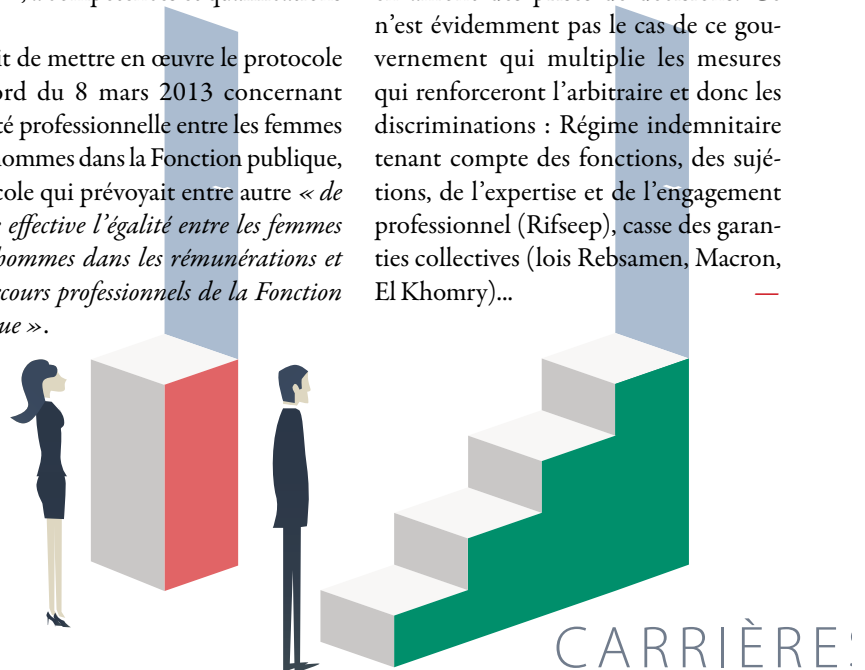 it de mettre en œuvre le protocole
ord du 8 mars 2013 concernant
té professionnelle entre les femmes
hommes dans la Fonction publique,
cole qui prévoyait entre autre « de
effective l’égalité entre les femmes
hommes dans les rémunérations et
cours professionnels de la Fonction
ue ».
n’est évidemment pas le cas de ce gou-
vernement qui multiplie les mesures
qui renforceront l’arbitraire et donc les
discriminations : Régime indemnitaire
tenant compte des fonctions, des sujé-
tions, de l’expertise et de l’engagement
professionnel (Rifseep), casse des garan-
ties collectives (lois Rebsamen, Macron,
El Khomry)... —
CARRIÈRES